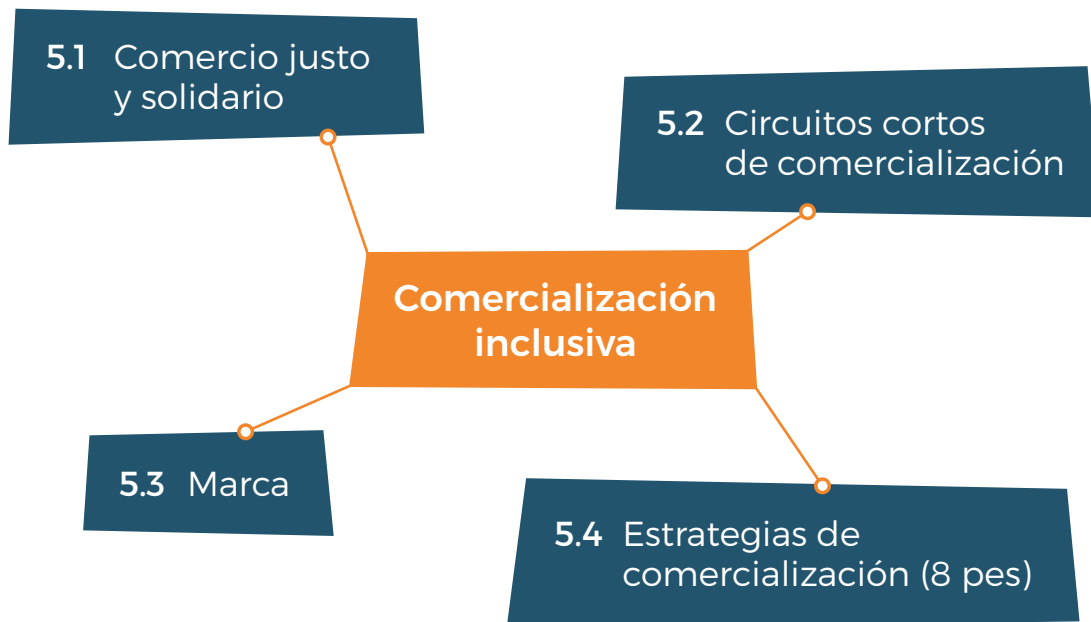 5.1 Comercio justo
y solidario
5.2 Circuitos cortos
de comercialización
Comercialización
inclusiva
5.3 Marca
5.4 Estrategias de
comercialización (8 pes)